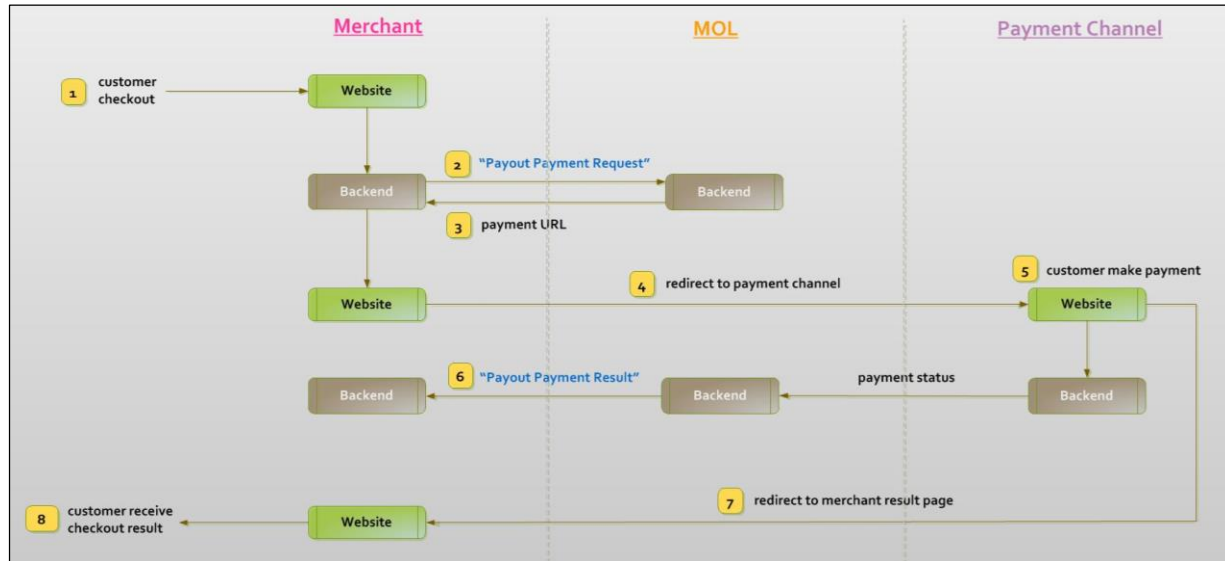 Merchant
MOL
Payment Channel
1
customer
checkout
Website
2
“Payout Payment Request”
Backend
Backend
3
payment URL
4
redirect to payment channel
5
customer make payment
Website
Website
6
“Payout Payment Result”
payment status
Backend
Backend
Backend
7
redirect to merchant result page
8
customer receive
checkout result
Website